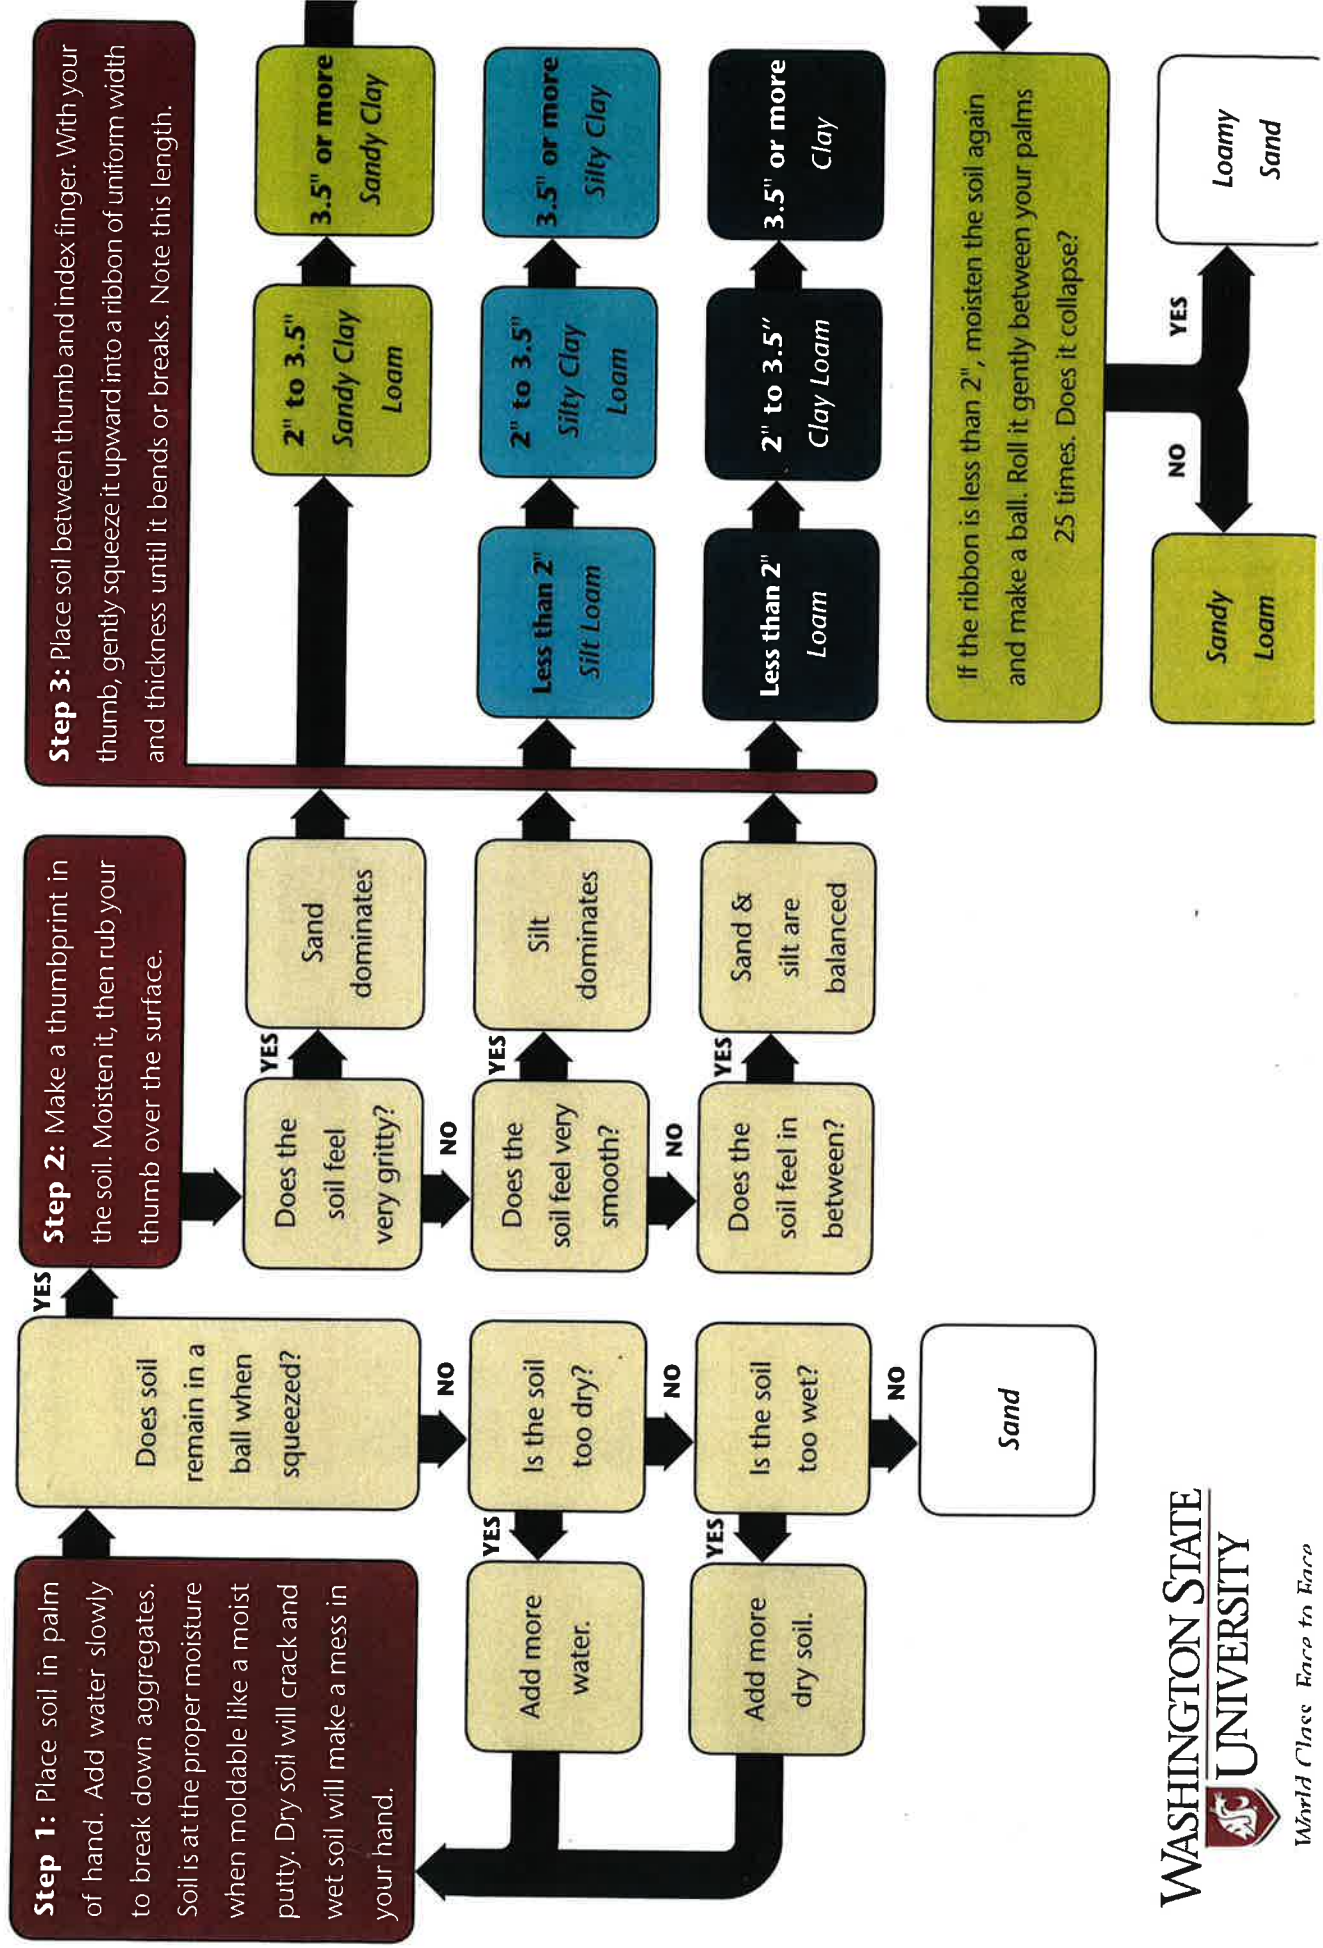 Step 1: Place soil in palm
of hand. Add water slowly
to break down aggregates.
Soil is at the proper moisture
when moldable like a moist
putty. Dry soil will crack and
wet soil will make a mess in
your hand.
Does soil
remain in a
ball when
squeezed?
YES
NO
Is the soil
too dry?
YES
Add more
water.
NO
Is the soil
too wet?
YES
Add more
dry soil.
NO
Sand
Step 2: Make a thumbprint in
the soil. Moisten it, then rub your
thumb over the surface.
Does the
soil feel
very gritty?
YES
Sand
dominates
NO
Does the
soil feel very
smooth?
YES
Silt
dominates
NO
Does the
soil feel in
between?
YES
Sand &
silt are
balanced
Step 3: Place soil between thumb and index finger. With your
thumb, gently squeeze it upward into a ribbon of uniform width
and thickness until it bends or breaks. Note this length.
2" to 3.5"
Sandy Clay
Loam
3.5" or more
Sandy Clay
Less than 2"
Silt Loam
2" to 3.5"
Silty Clay
Loam
3.5" or more
Silty Clay
Less than 2"
Loam
2" to 3.5"
Clay Loam
3.5" or more
Clay
If the ribbon is less than 2", moisten the soil again
and make a ball. Roll it gently between your palms
25 times. Does it collapse?
NO
YES
Sandy
Loam
Loamy
Sand
WASHINGTON STATE
UNIVERSITY
World Class. Face to Face